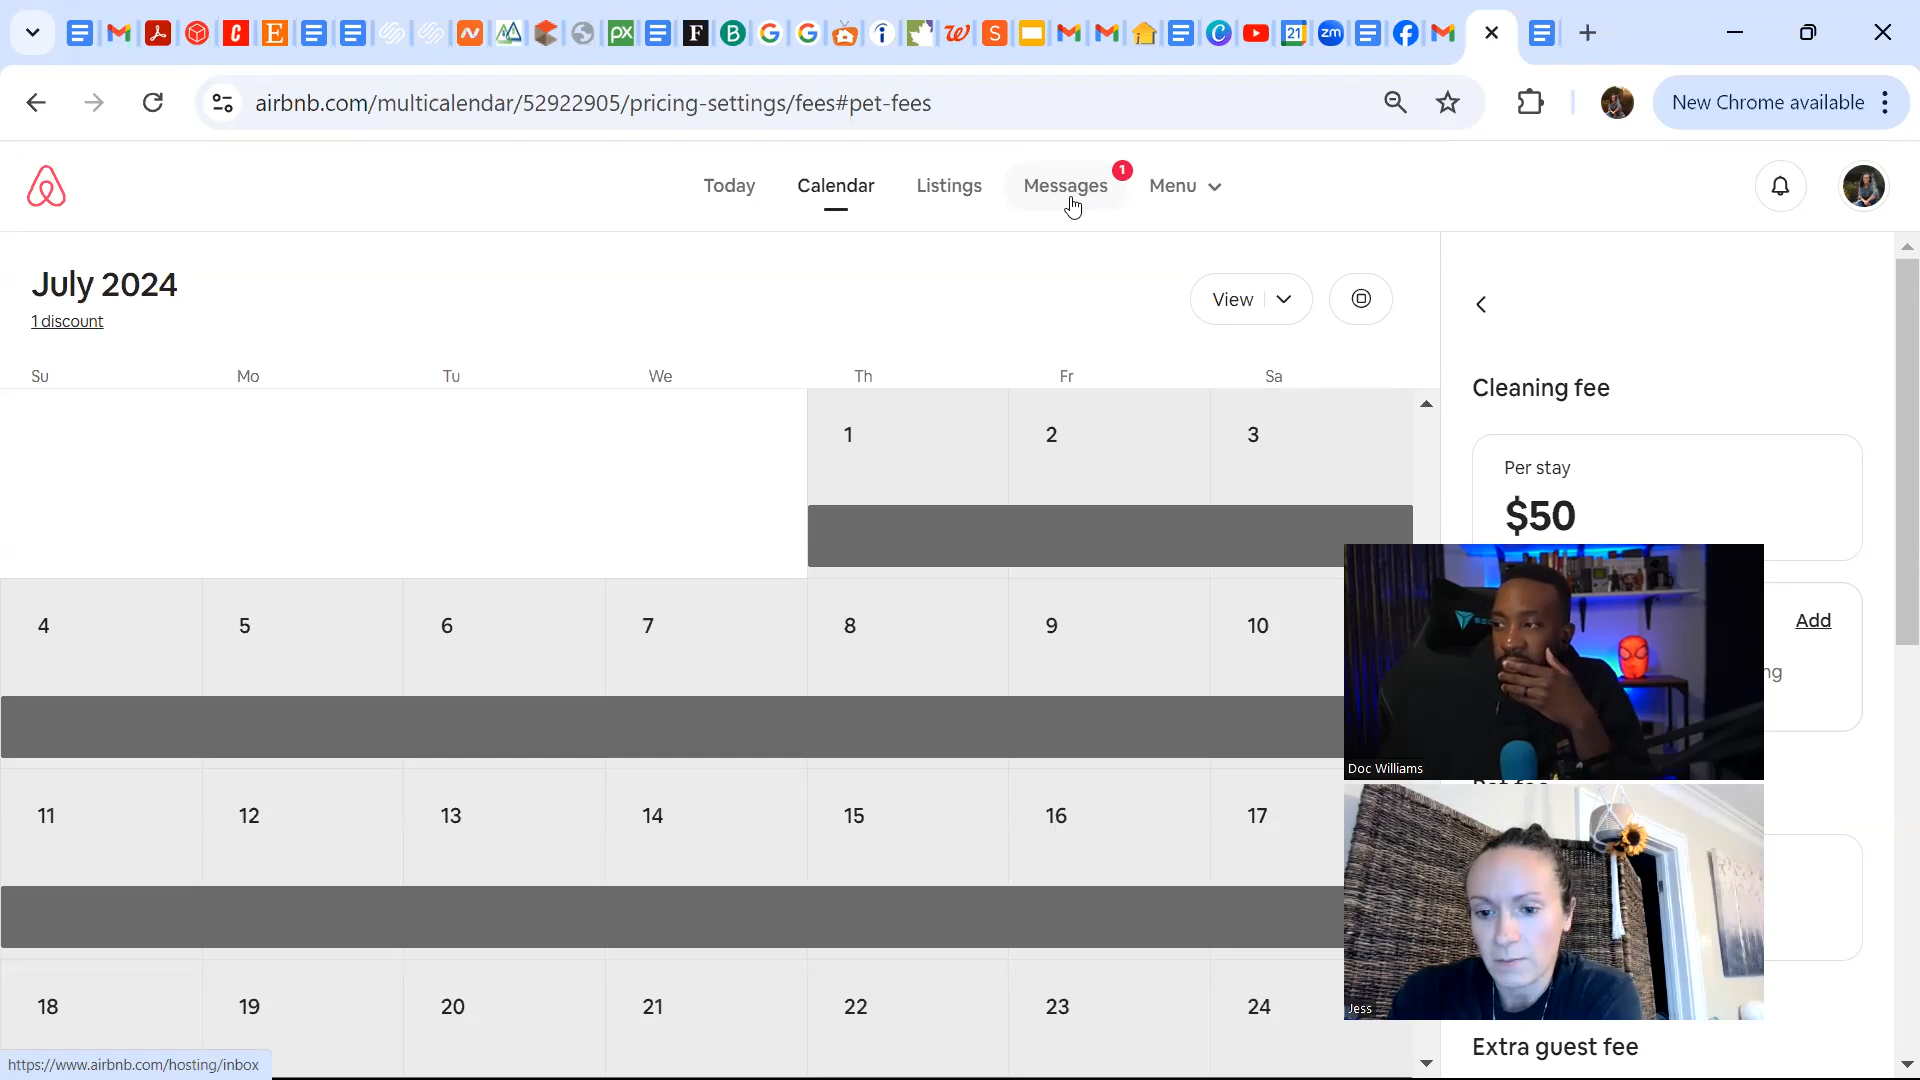 airbnb.com/multicalendar/52922905/pricing-settings/fees#pet-fees
New Chrome available
Today
Calendar
Listings
Messages
1
Menu
July 2024
1 discount
View
Su
Mo
Tu
We
Th
Fr
Sa
1
2
3
4
5
6
7
8
9
10
11
12
13
14
15
16
17
18
19
20
21
22
23
24
Cleaning fee
Per stay
$50
Add
ng
Doc Williams
Jess
Extra guest fee
https://www.airbnb.com/hosting/inbox